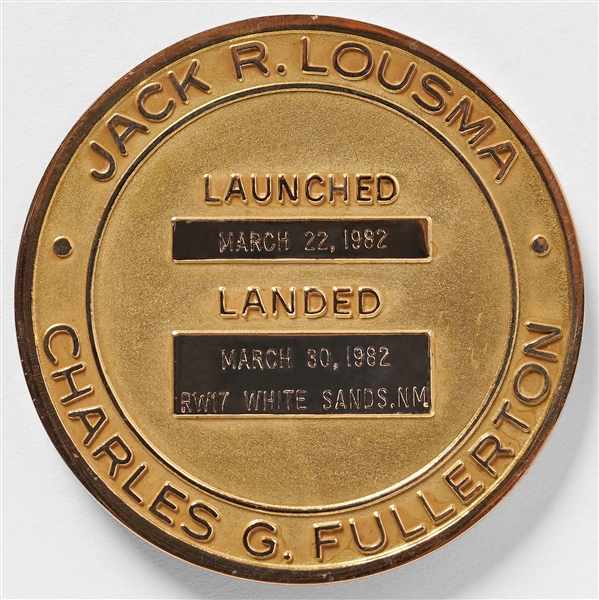 JACK R. LOUSMA
LAUNCHED
MARCH 22, 1982
LANDED
MARCH 30, 1982
RW17 WHITE SANDS. NM.
CHARLES G. FULLERTON